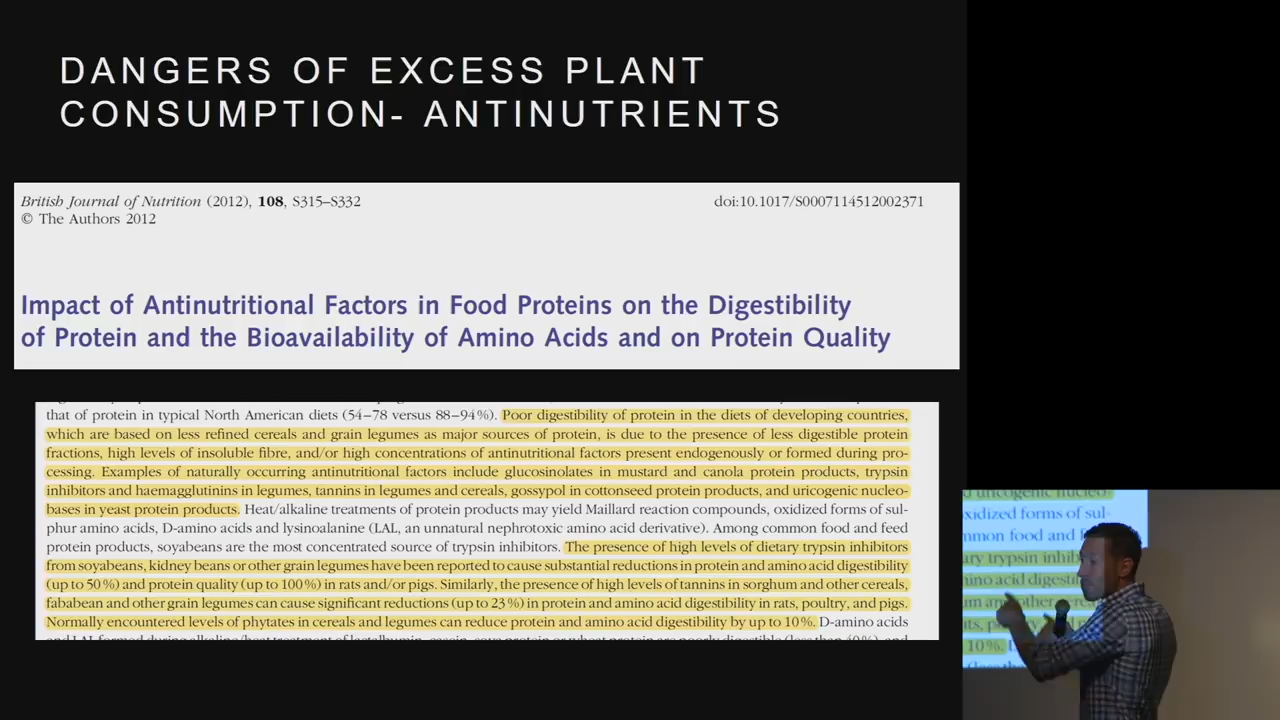 DANGERS OF EXCESS PLANT
CONSUMPTION- ANTINUTRIENTS
British Journal of Nutrition (2012), 108, S315–S332
doi:10.1017/S0007114512002371
© The Authors 2012
Impact of Antinutritional Factors in Food Proteins on the Digestibility
of Protein and the Bioavailability of Amino Acids and on Protein Quality
that of protein in typical North American diets (54–78 versus 88–94 %). Poor digestibility of protein in the diets of developing countries,
which are based on less refined cereals and grain legumes as major sources of protein, is due to the presence of less digestible protein
fractions, high levels of insoluble fibre, and/or high concentrations of antinutritional factors present endogenously or formed during pro-
cessing. Examples of naturally occurring antinutritional factors include glucosinolates in mustard and canola protein products, trypsin
inhibitors and haemagglutinins in legumes, tannins in legumes and cereals, gossypol in cottonseed protein products, and uricogenic nucleo-
bases in yeast protein products. Heat/alkaline treatments of protein products may yield Maillard reaction compounds, oxidized forms of sul-
phur amino acids, D-amino acids and lysinoalanine (LAL, an unnatural nephrotoxic amino acid derivative). Among common food and feed
protein products, soyabeans are the most concentrated source of trypsin inhibitors. The presence of high levels of dietary trypsin inhibitors
from soyabeans, kidney beans or other grain legumes have been reported to cause substantial reductions in protein and amino acid digestibility
(up to 50 %) and protein quality (up to 100 %) in rats and/or pigs. Similarly, the presence of high levels of tannins in sorghum and other cereals,
fababean and other grain legumes can cause significant reductions (up to 23 %) in protein and amino acid digestibility in rats, poultry, and pigs.
Normally encountered levels of phytates in cereals and legumes can reduce protein and amino acid digestibility by up to 10 %. D-amino acids
oxidized forms of sul-
common food and
dietary trypsin
amino acid
10 %.